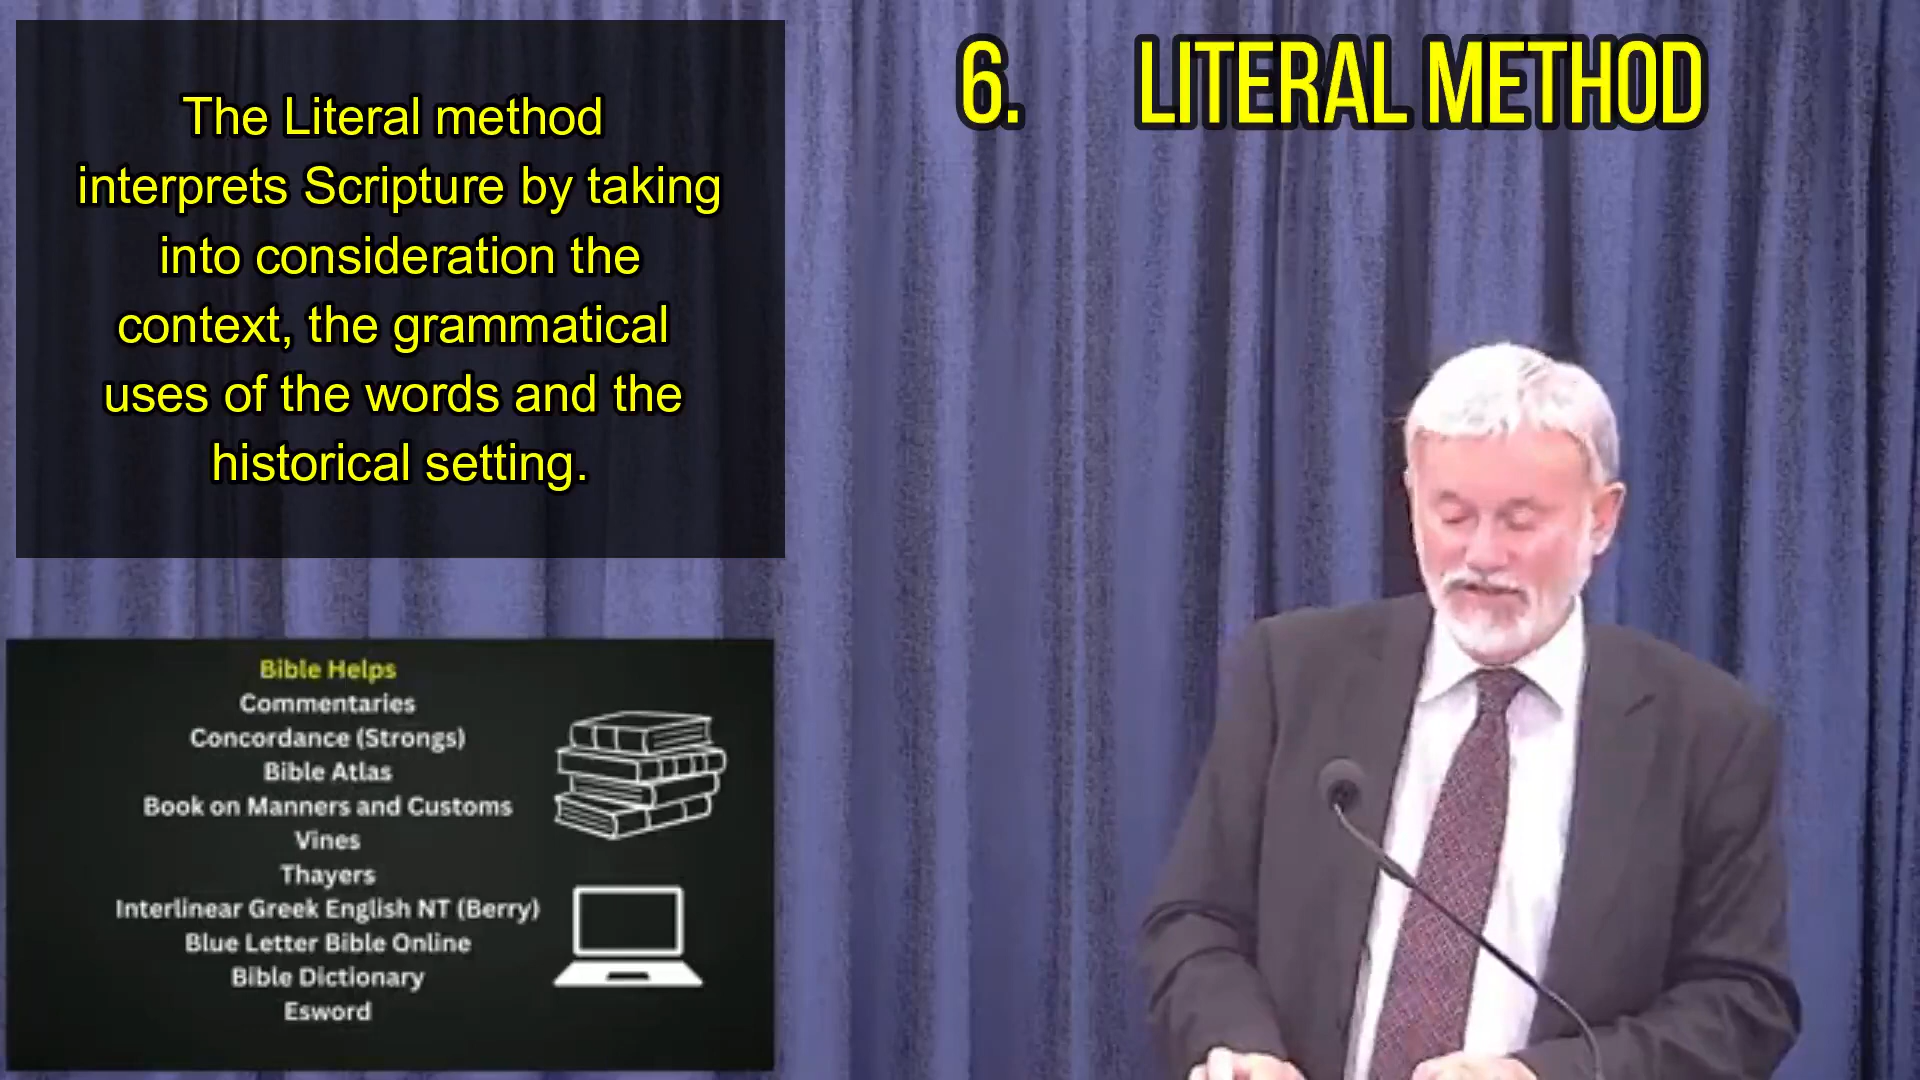 The Literal method
interprets Scripture by taking
into consideration the
context, the grammatical
uses of the words and the
historical setting.
6. LITERAL METHOD
Bible Helps
Commentaries
Concordance (Strongs)
Bible Atlas
Book on Manners and Customs
Vines
Thayers
Interlinear Greek English NT (Berry)
Blue Letter Bible Online
Bible Dictionary
Esword